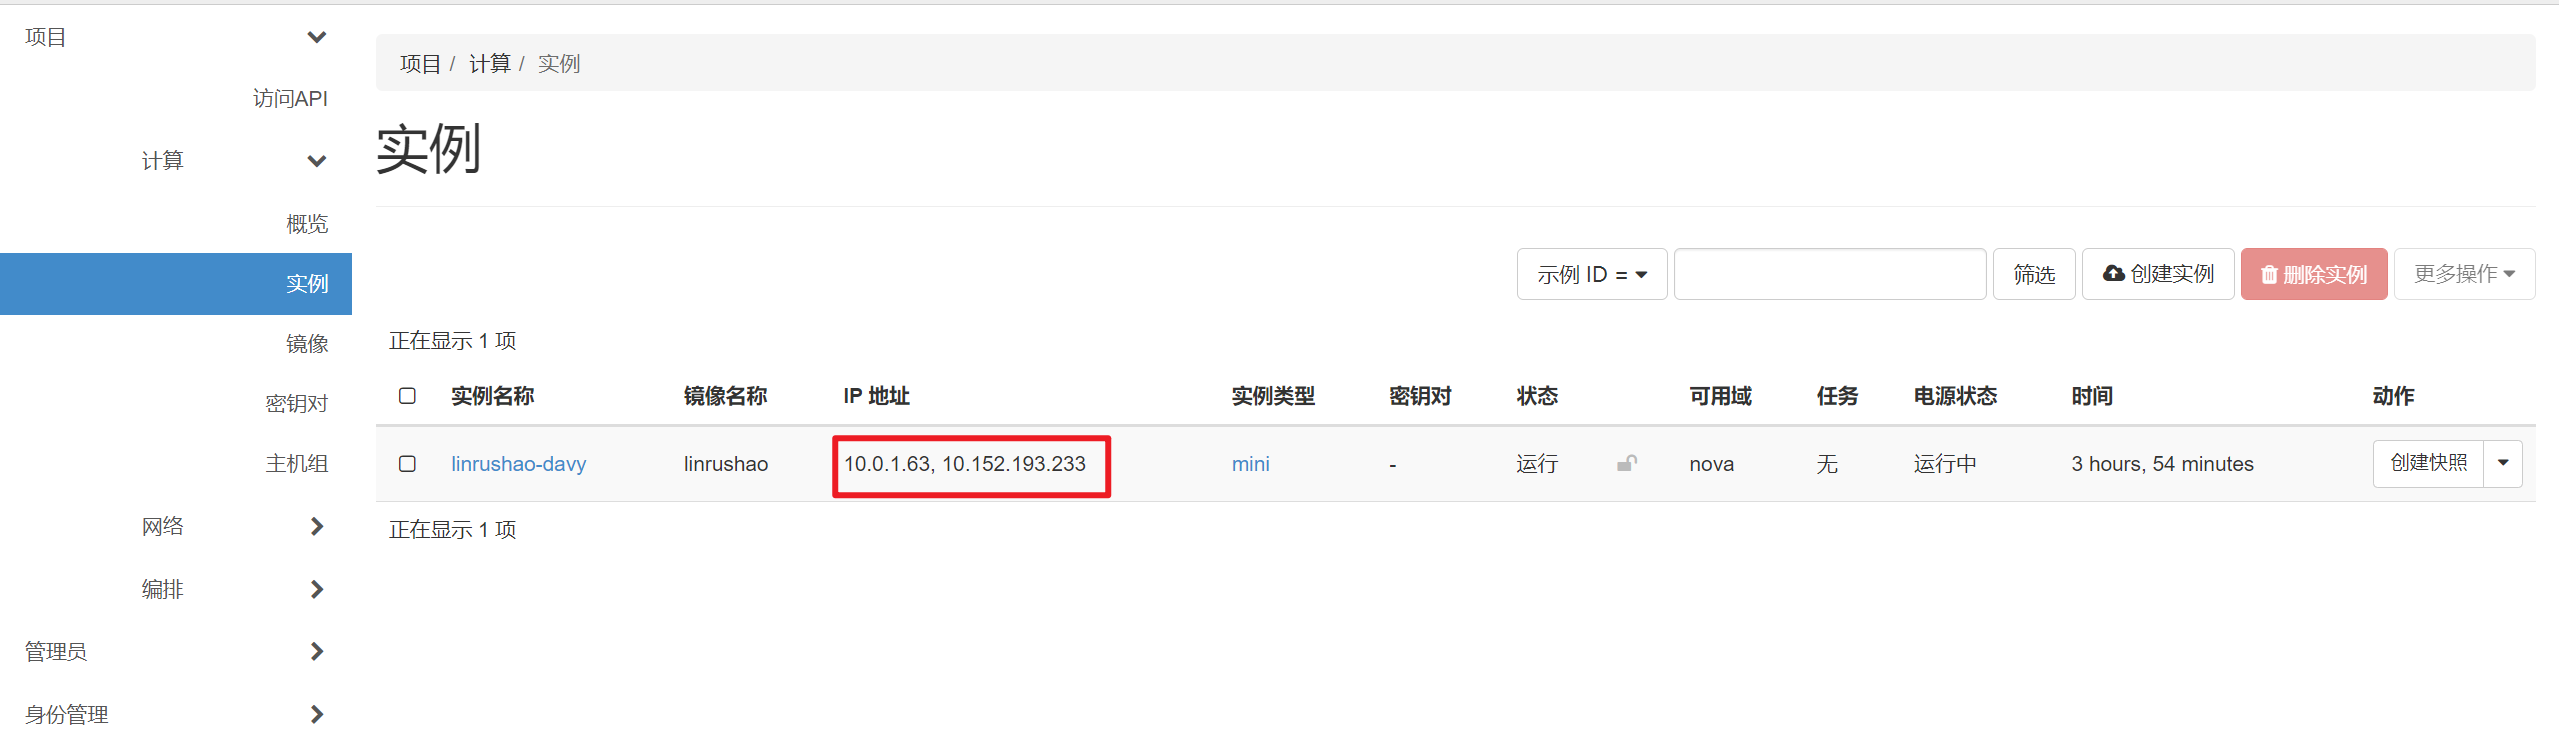 项目
访问API
计算
概览
实例
镜像
密钥对
主机组
网络
编排
管理员
身份管理
项目 / 计算 / 实例
实例
示例 ID = 筛选 创建实例 删除实例 更多操作
正在显示 1 项
实例名称 镜像名称 IP 地址 实例类型 密钥对 状态 可用域 任务 电源状态 时间 动作
linrushao-davy linrushao 10.0.1.63, 10.152.193.233 mini - 运行 nova 无 运行中 3 hours, 54 minutes 创建快照
正在显示 1 项